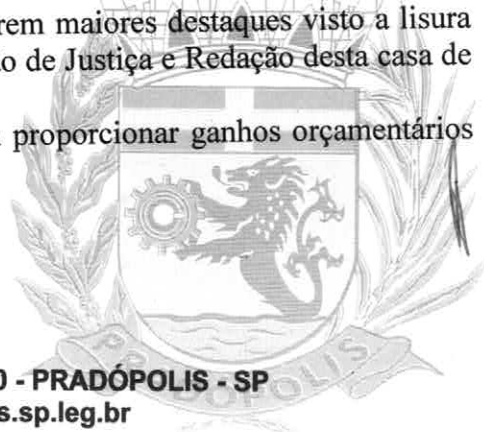 rem maiores destaques visto a lisura
o de Justiça e Redação desta casa de
proporcionar ganhos orçamentários
PRADÓPOLIS
0 - PRADÓPOLIS - SP
s.sp.leg.br